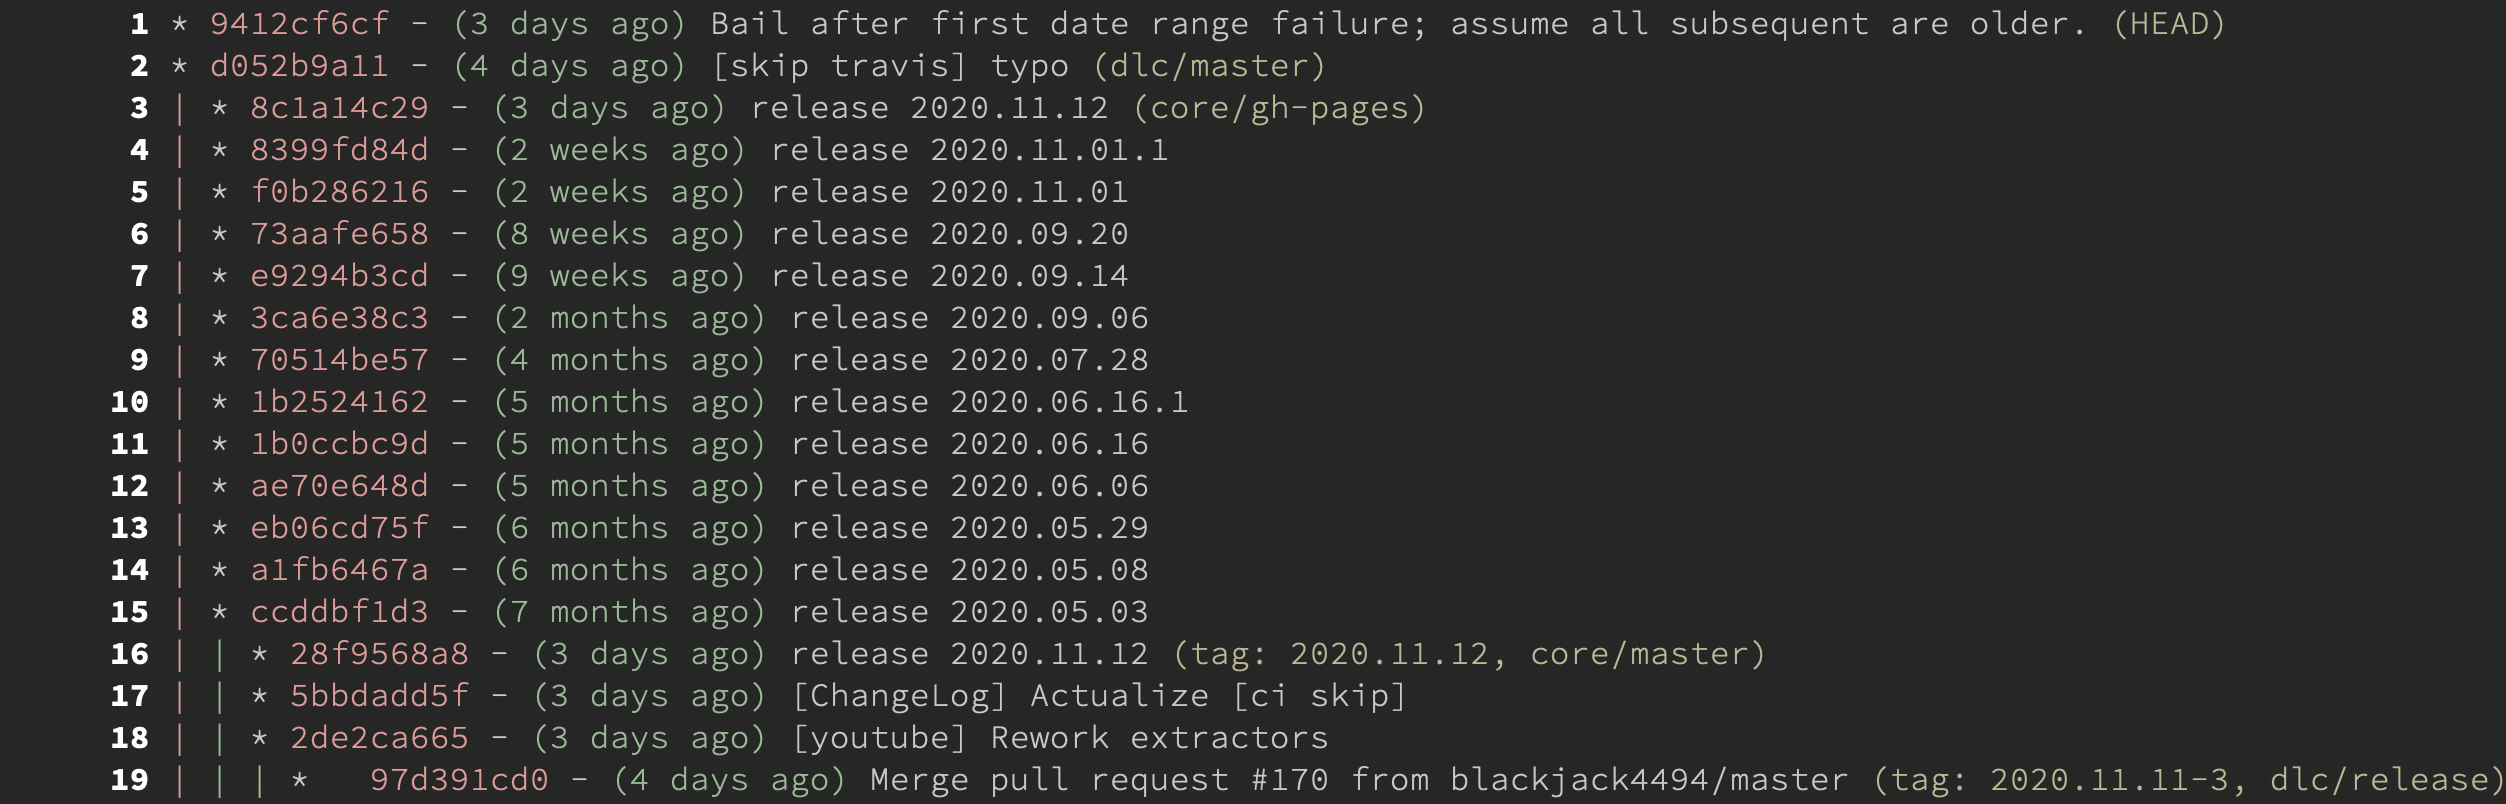 1 * 9412cf6cf - (3 days ago) Bail after first date range failure; assume all subsequent are older. (HEAD)
2 * d052b9a11 - (4 days ago) [skip travis] typo (dlc/master)
3 | * 8c1a14c29 - (3 days ago) release 2020.11.12 (core/gh-pages)
4 | * 8399fd84d - (2 weeks ago) release 2020.11.01.1
5 | * f0b286216 - (2 weeks ago) release 2020.11.01
6 | * 73aafe658 - (8 weeks ago) release 2020.09.20
7 | * e9294b3cd - (9 weeks ago) release 2020.09.14
8 | * 3ca6e38c3 - (2 months ago) release 2020.09.06
9 | * 70514be57 - (4 months ago) release 2020.07.28
10 | * 1b2524162 - (5 months ago) release 2020.06.16.1
11 | * 1b0ccbc9d - (5 months ago) release 2020.06.16
12 | * ae70e648d - (5 months ago) release 2020.06.06
13 | * eb06cd75f - (6 months ago) release 2020.05.29
14 | * a1fb6467a - (6 months ago) release 2020.05.08
15 | * ccddbf1d3 - (7 months ago) release 2020.05.03
16 | | * 28f9568a8 - (3 days ago) release 2020.11.12 (tag: 2020.11.12, core/master)
17 | | * 5bbdadd5f - (3 days ago) [ChangeLog] Actualize [ci skip]
18 | | * 2de2ca665 - (3 days ago) [youtube] Rework extractors
19 | | | *   97d391cd0 - (4 days ago) Merge pull request #170 from blackjack4494/master (tag: 2020.11.11-3, dlc/release)